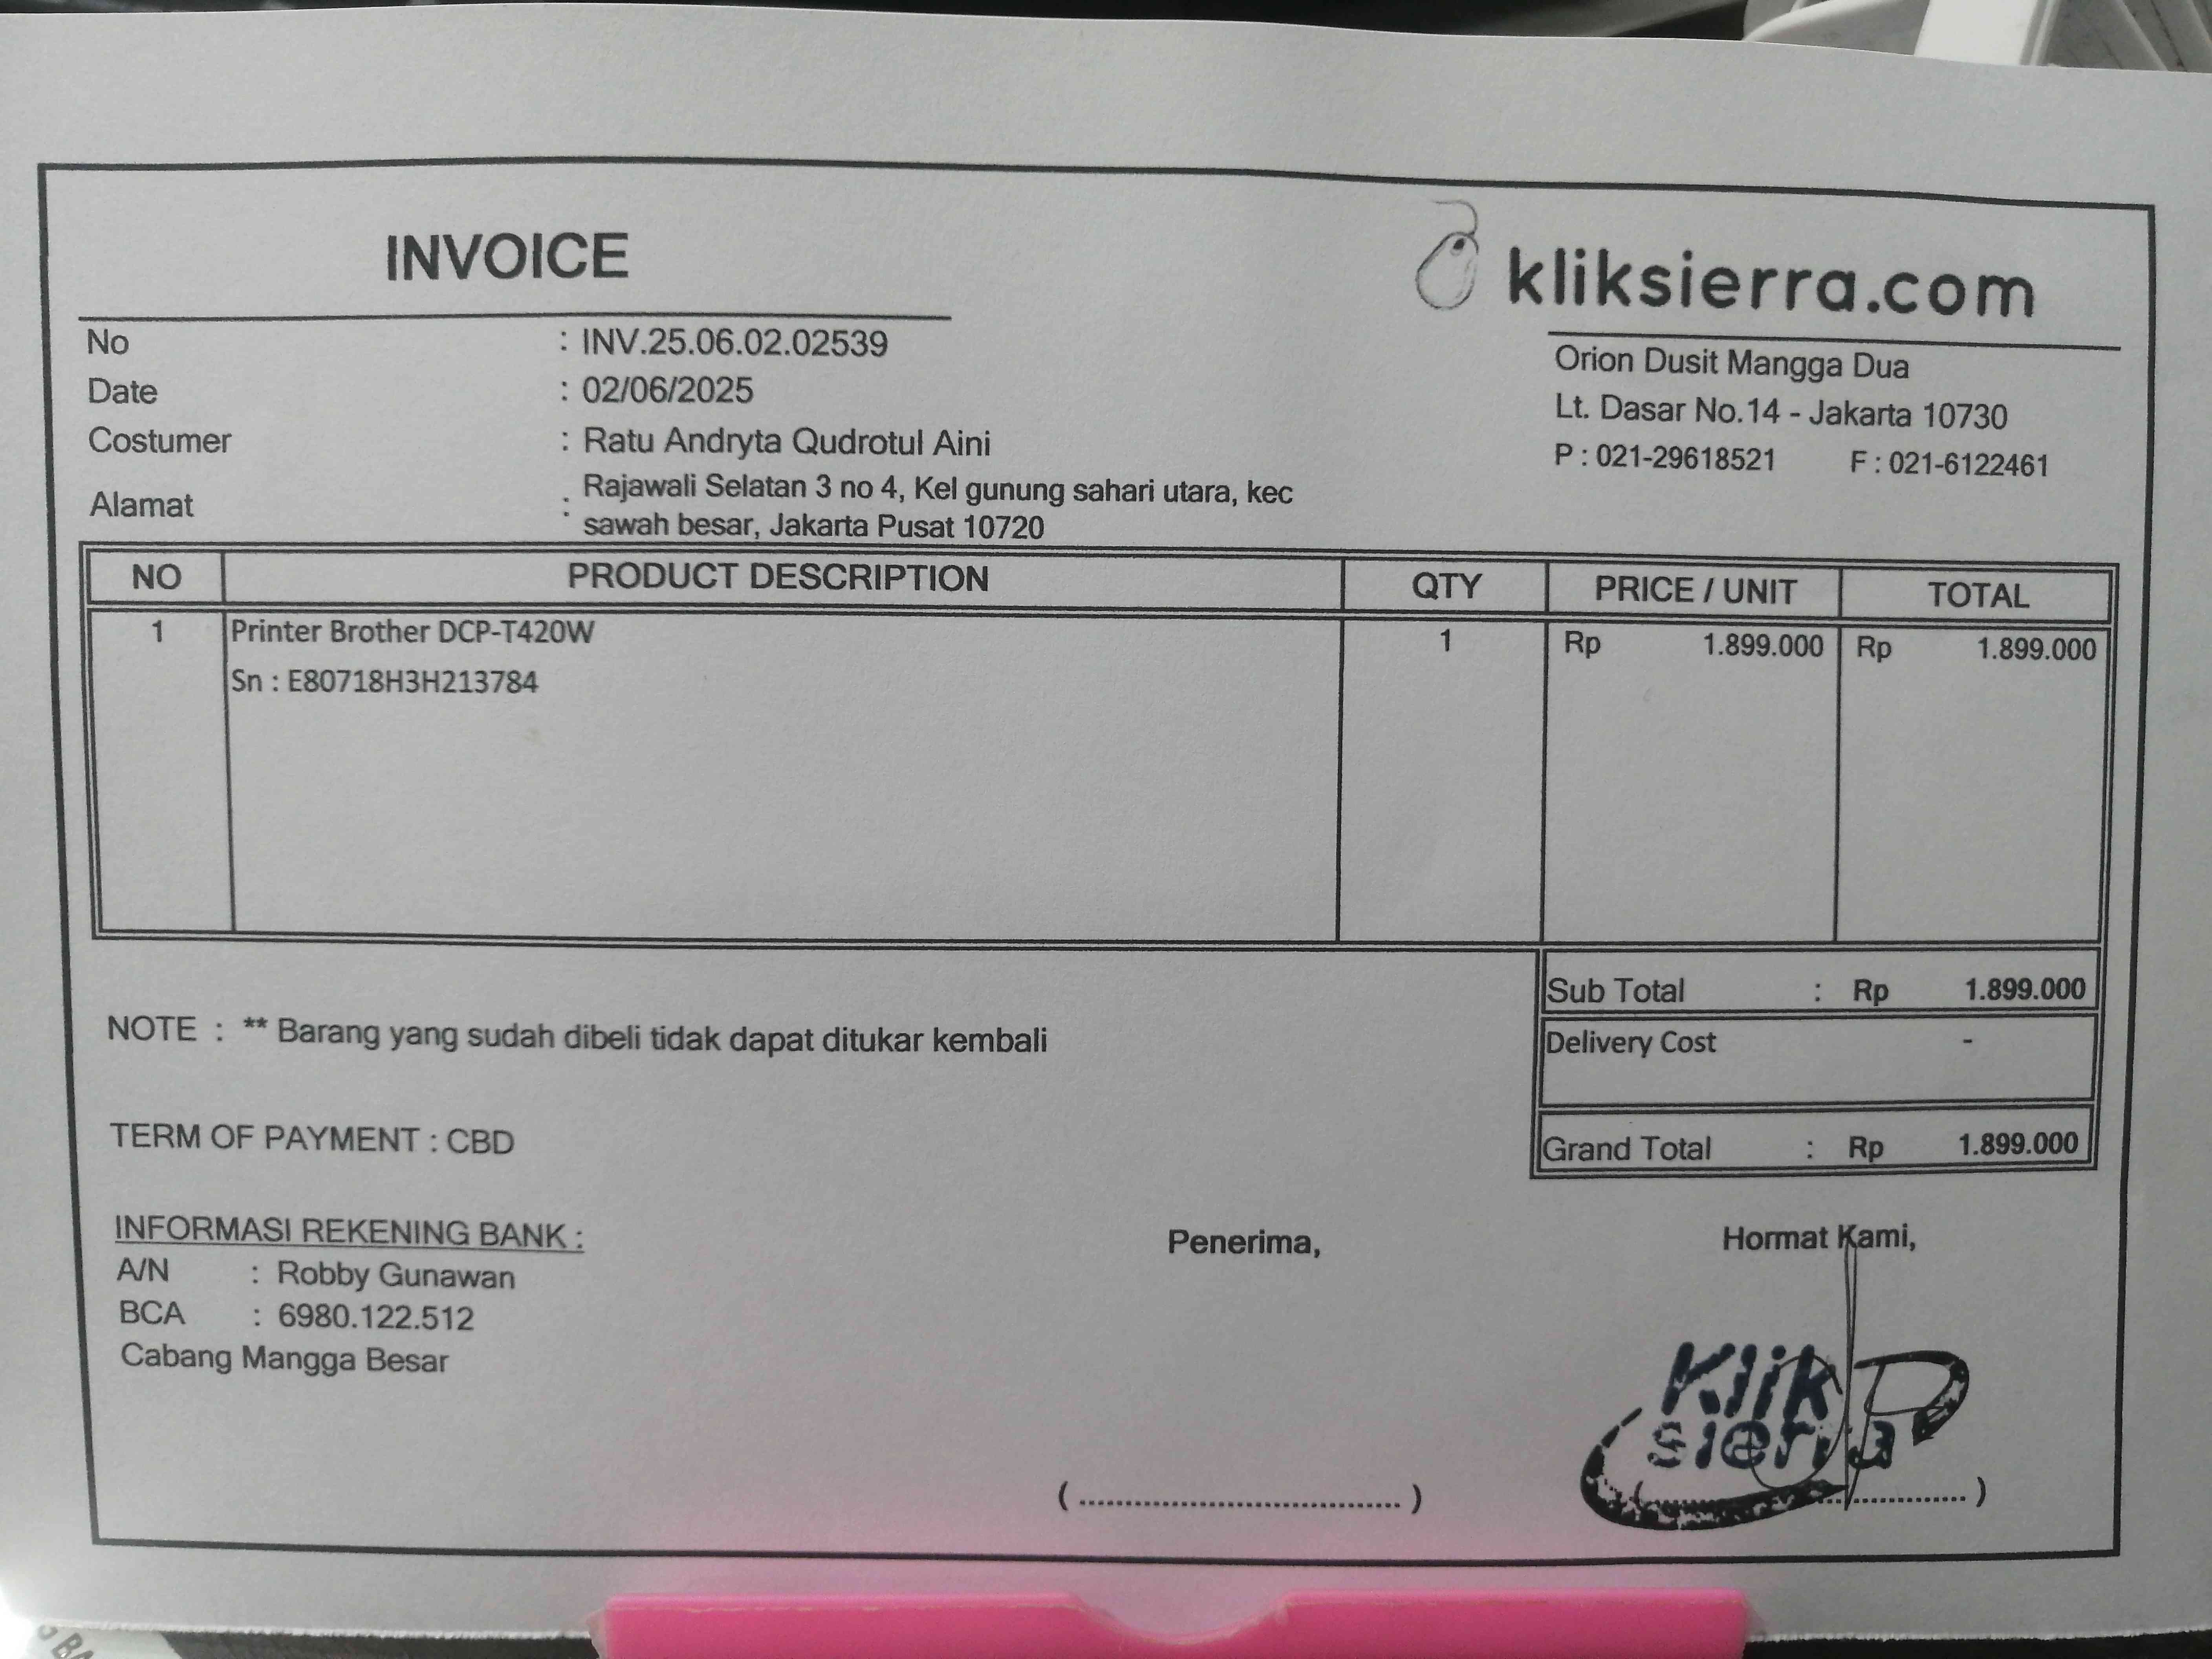 INVOICE
kliksierra.com
No : INV.25.06.02.02539
Date : 02/06/2025
Costumer : Ratu Andryta Qudrotul Aini
Alamat : Rajawali Selatan 3 no 4, Kel gunung sahari utara, kec
sawah besar, Jakarta Pusat 10720
Orion Dusit Mangga Dua
Lt. Dasar No.14 - Jakarta 10730
P : 021-29618521 F : 021-6122461
NO PRODUCT DESCRIPTION QTY PRICE / UNIT TOTAL
1 Printer Brother DCP-T420W 1 Rp 1.899.000 Rp 1.899.000
Sn : E80718H3H213784
Sub Total : Rp 1.899.000
NOTE : ** Barang yang sudah dibeli tidak dapat ditukar kembali
Delivery Cost -
TERM OF PAYMENT : CBD
Grand Total : Rp 1.899.000
INFORMASI REKENING BANK :
A/N : Robby Gunawan
BCA : 6980.122.512
Cabang Mangga Besar
Penerima,
Hormat Kami,
Klik
sierra
(....................................)
(....................................)